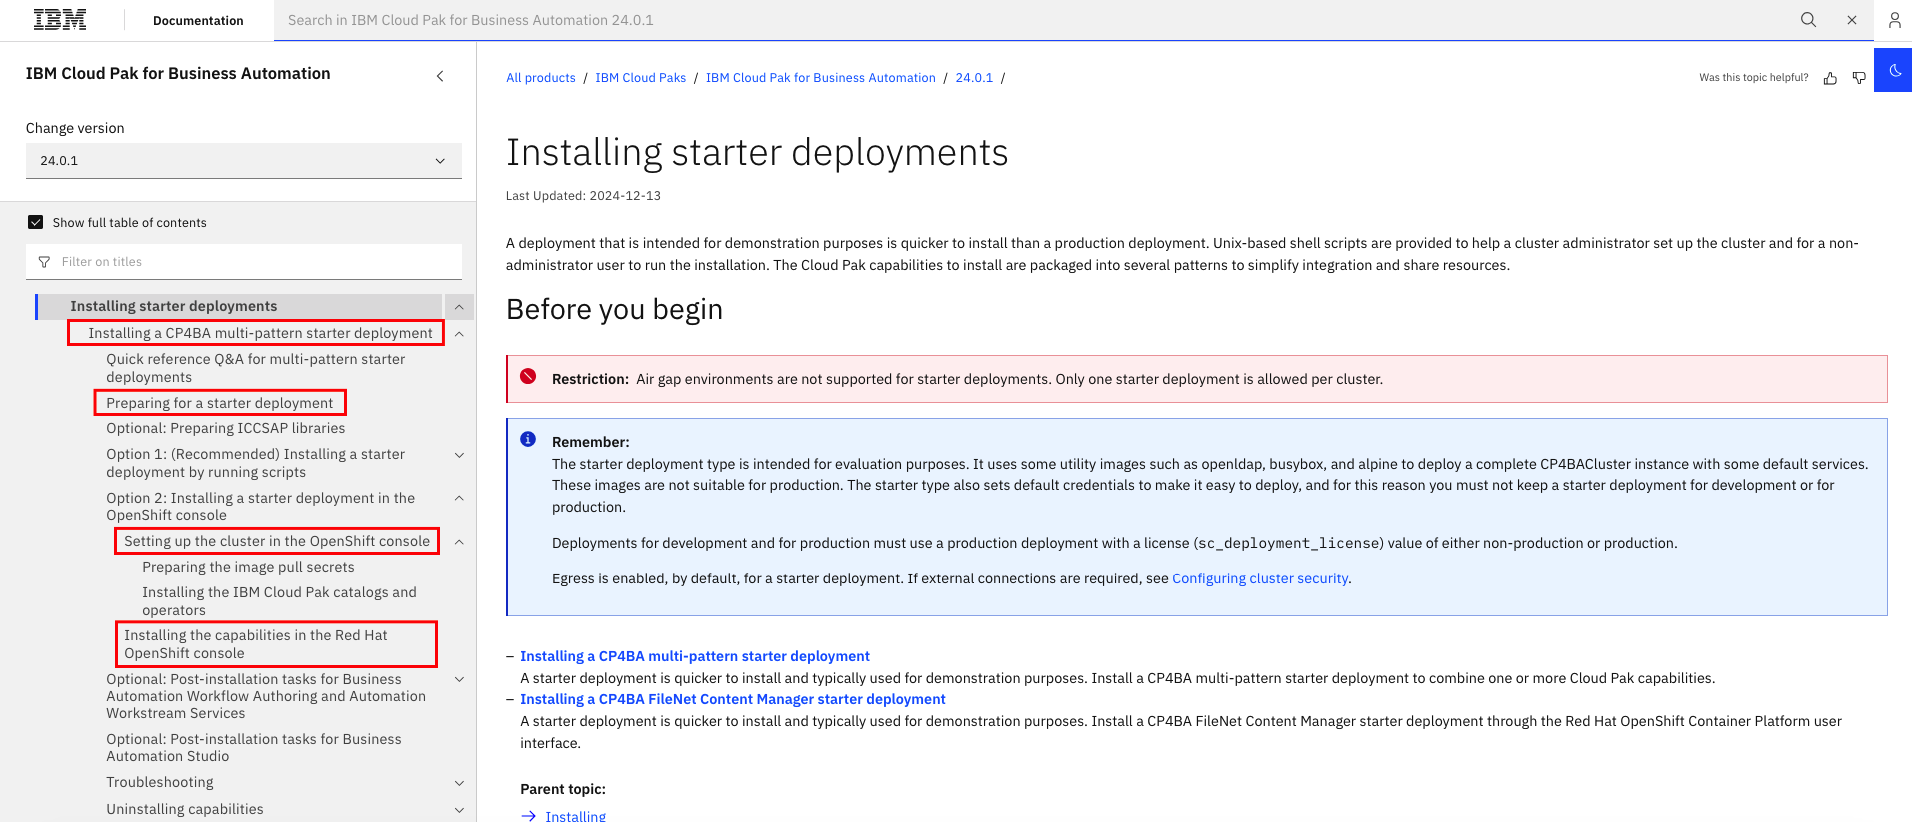 IBM
Documentation
Search in IBM Cloud Pak for Business Automation 24.0.1
IBM Cloud Pak for Business Automation
Change version
24.0.1
Show full table of contents
Filter on titles
Installing starter deployments
Installing a CP4BA multi-pattern starter deployment
Quick reference Q&A for multi-pattern starter
deployments
Preparing for a starter deployment
Optional: Preparing ICCSAP libraries
Option 1: (Recommended) Installing a starter
deployment by running scripts
Option 2: Installing a starter deployment in the
OpenShift console
Setting up the cluster in the OpenShift console
Preparing the image pull secrets
Installing the IBM Cloud Pak catalogs and
operators
Installing the capabilities in the Red Hat
OpenShift console
Optional: Post-installation tasks for Business
Automation Workflow Authoring and Automation
Workstream Services
Optional: Post-installation tasks for Business
Automation Studio
Troubleshooting
Uninstalling capabilities
All products / IBM Cloud Paks / IBM Cloud Pak for Business Automation / 24.0.1 /
Was this topic helpful?
Installing starter deployments
Last Updated: 2024-12-13
A deployment that is intended for demonstration purposes is quicker to install than a production deployment. Unix-based shell scripts are provided to help a cluster administrator set up the cluster and for a non-
administrator user to run the installation. The Cloud Pak capabilities to install are packaged into several patterns to simplify integration and share resources.
Before you begin
Restriction: Air gap environments are not supported for starter deployments. Only one starter deployment is allowed per cluster.
Remember:
The starter deployment type is intended for evaluation purposes. It uses some utility images such as openldap, busybox, and alpine to deploy a complete CP4BACluster instance with some default services.
These images are not suitable for production. The starter type also sets default credentials to make it easy to deploy, and for this reason you must not keep a starter deployment for development or for
production.
Deployments for development and for production must use a production deployment with a license (sc_deployment_license) value of either non-production or production.
Egress is enabled, by default, for a starter deployment. If external connections are required, see Configuring cluster security.
– Installing a CP4BA multi-pattern starter deployment
A starter deployment is quicker to install and typically used for demonstration purposes. Install a CP4BA multi-pattern starter deployment to combine one or more Cloud Pak capabilities.
– Installing a CP4BA FileNet Content Manager starter deployment
A starter deployment is quicker to install and typically used for demonstration purposes. Install a CP4BA FileNet Content Manager starter deployment through the Red Hat OpenShift Container Platform user
interface.
Parent topic:
→ Installing